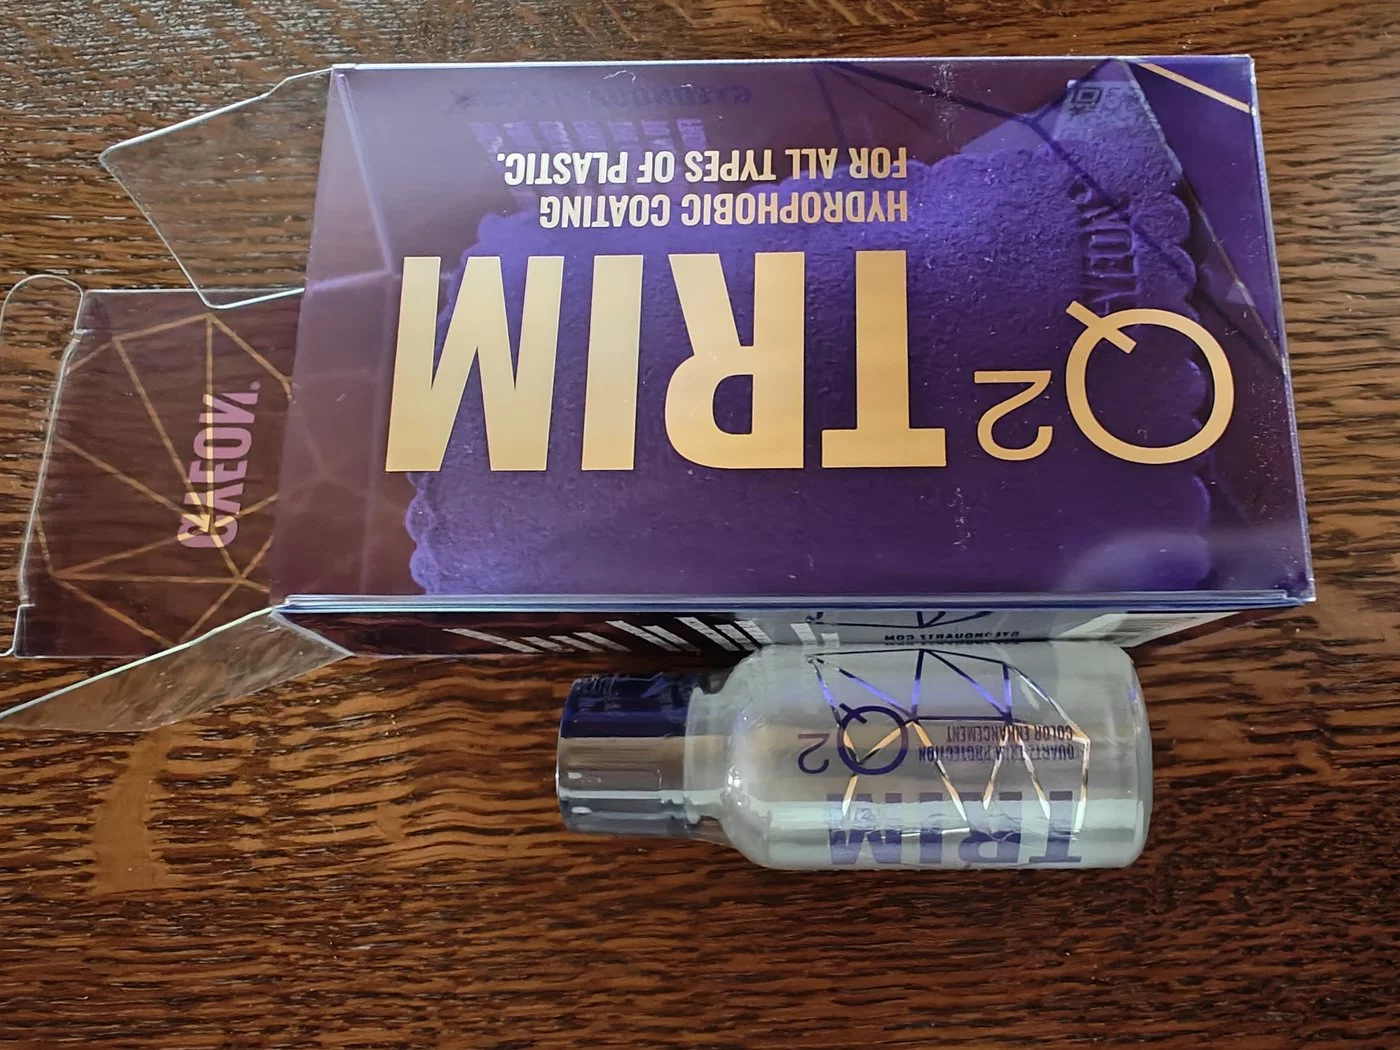 Q2 TRIM
HYDROPHOBIC COATING
FOR ALL TYPES OF PLASTIC.
GYEON®
GYEONQUARTZ.COM
TRIM
Q2
QUARTZ TRIM PROTECTION
COLOR ENHANCEMENT